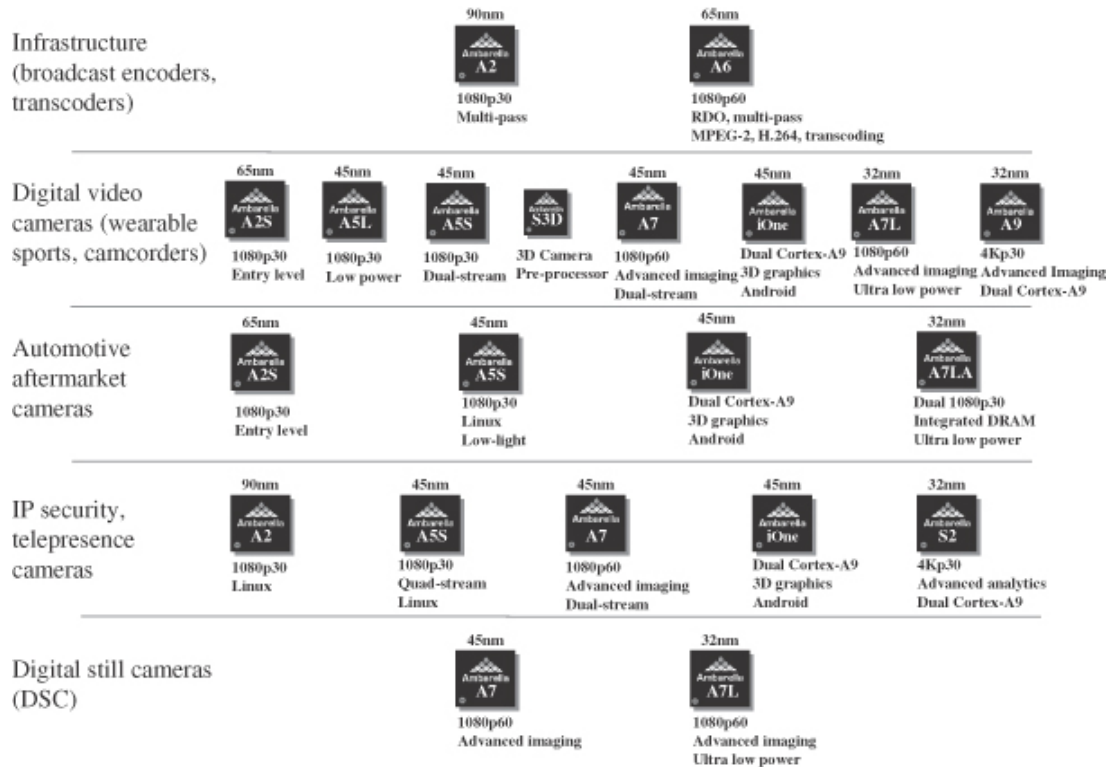 Infrastructure
(broadcast encoders,
transcoders)
90nm
Ambarella
A2
1080p30
Multi-pass
65nm
Ambarella
A6
1080p60
RDO, multi-pass
MPEG-2, H.264, transcoding
Digital video
cameras (wearable
sports, camcorders)
65nm
Ambarella
A2S
1080p30
Entry level
45nm
Ambarella
A5L
1080p30
Low power
45nm
Ambarella
A5S
1080p30
Dual-stream
Ambarella
S3D
3D Camera
Pre-processor
45nm
Ambarella
A7
1080p60
Advanced imaging
Dual-stream
45nm
Ambarella
iOne
Dual Cortex-A9
3D graphics
Android
32nm
Ambarella
A7L
1080p60
Advanced imaging
Ultra low power
32nm
Ambarella
A9
4Kp30
Advanced Imaging
Dual Cortex-A9
Automotive
aftermarket
cameras
65nm
Ambarella
A2S
1080p30
Entry level
45nm
Ambarella
A5S
1080p30
Linux
Low-light
45nm
Ambarella
iOne
Dual Cortex-A9
3D graphics
Android
32nm
Ambarella
A7LA
Dual 1080p30
Integrated DRAM
Ultra low power
IP security,
telepresence
cameras
90nm
Ambarella
A2
1080p30
Linux
45nm
Ambarella
A5S
1080p30
Quad-stream
Linux
45nm
Ambarella
A7
1080p60
Advanced imaging
Dual-stream
45nm
Ambarella
iOne
Dual Cortex-A9
3D graphics
Android
32nm
Ambarella
S2
4Kp30
Advanced analytics
Dual Cortex-A9
Digital still cameras
(DSC)
45nm
Ambarella
A7
1080p60
Advanced imaging
32nm
Ambarella
A7L
1080p60
Advanced imaging
Ultra low power